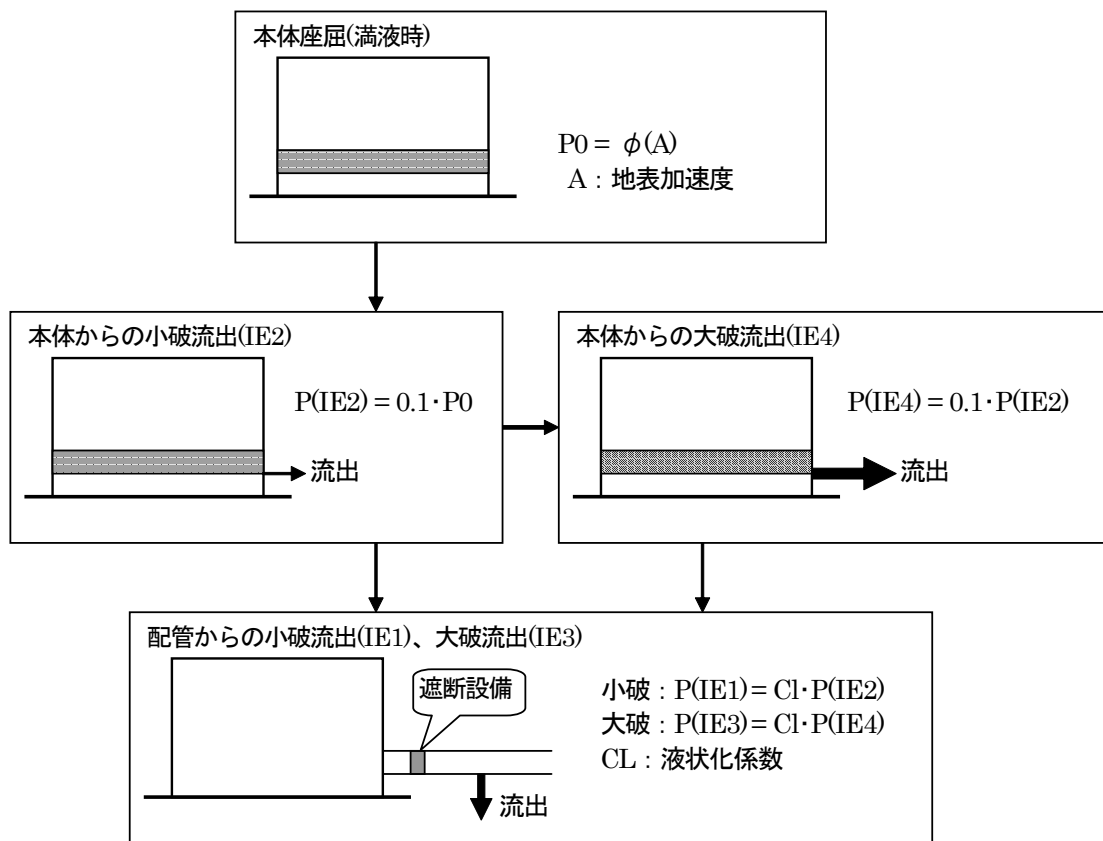 本体座屈(満液時)
P0 = φ(A)
A：地表加速度
本体からの小破流出(IE2)
P(IE2) = 0.1･P0
流出
本体からの大破流出(IE4)
P(IE4) = 0.1･P(IE2)
流出
配管からの小破流出(IE1)、大破流出(IE3)
遮断設備
小破：P(IE1) = Cl･P(IE2)
大破：P(IE3) = Cl･P(IE4)
CL：液状化係数
流出